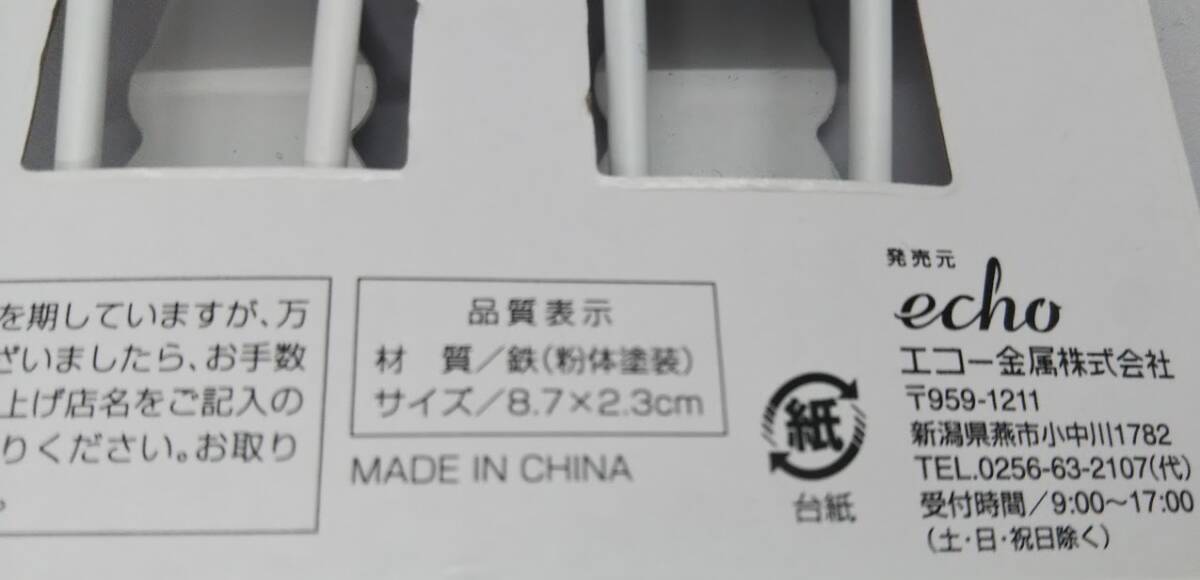 を期していますが、万
ざいましたら、お手数
上げ店名をご記入の
りください。お取り
。
品質表示
材 質/鉄(粉体塗装)
サイズ/8.7×2.3cm
MADE IN CHINA
紙
台紙
発売元
echo
エコー金属株式会社
〒959-1211
新潟県燕市小中川1782
TEL.0256-63-2107(代)
受付時間/9:00〜17:00
(土・日・祝日除く)